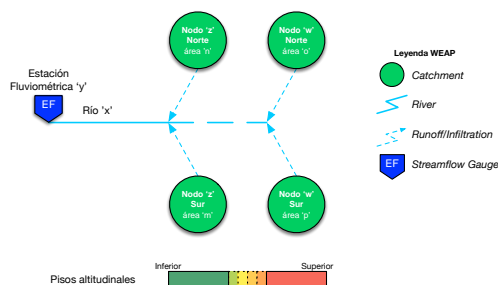 Nodo 'z'
Norte
área 'n'
Nodo 'w'
Norte
área 'o'
Leyenda WEAP
Catchment
River
Runoff/Infiltration
EF
Streamflow Gauge
Estación
Fluviométrica 'y'
EF
Río 'x'
Nodo 'z'
Sur
área 'm'
Nodo 'w'
Sur
área 'p'
Inferior
Superior
Pisos altitudinales